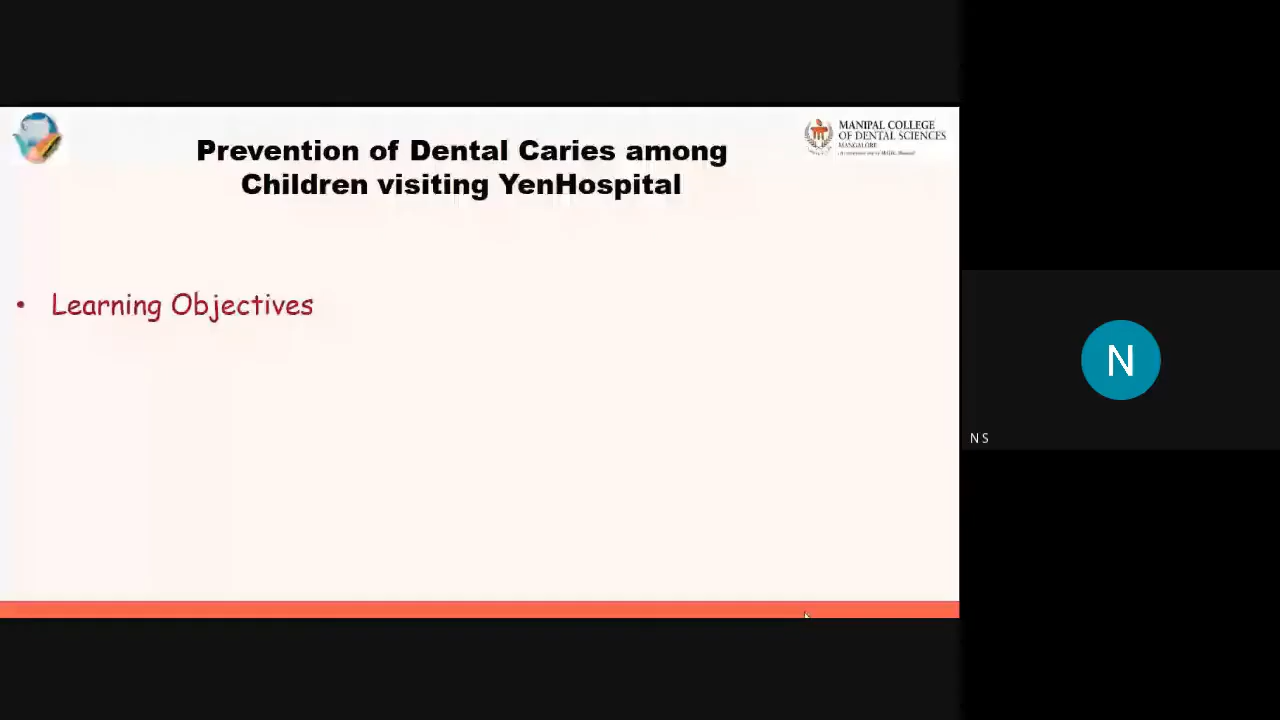 MANIPAL COLLEGE
OF DENTAL SCIENCES
MANGALORE
Prevention of Dental Caries among
Children visiting YenHospital
• Learning Objectives
N
N S